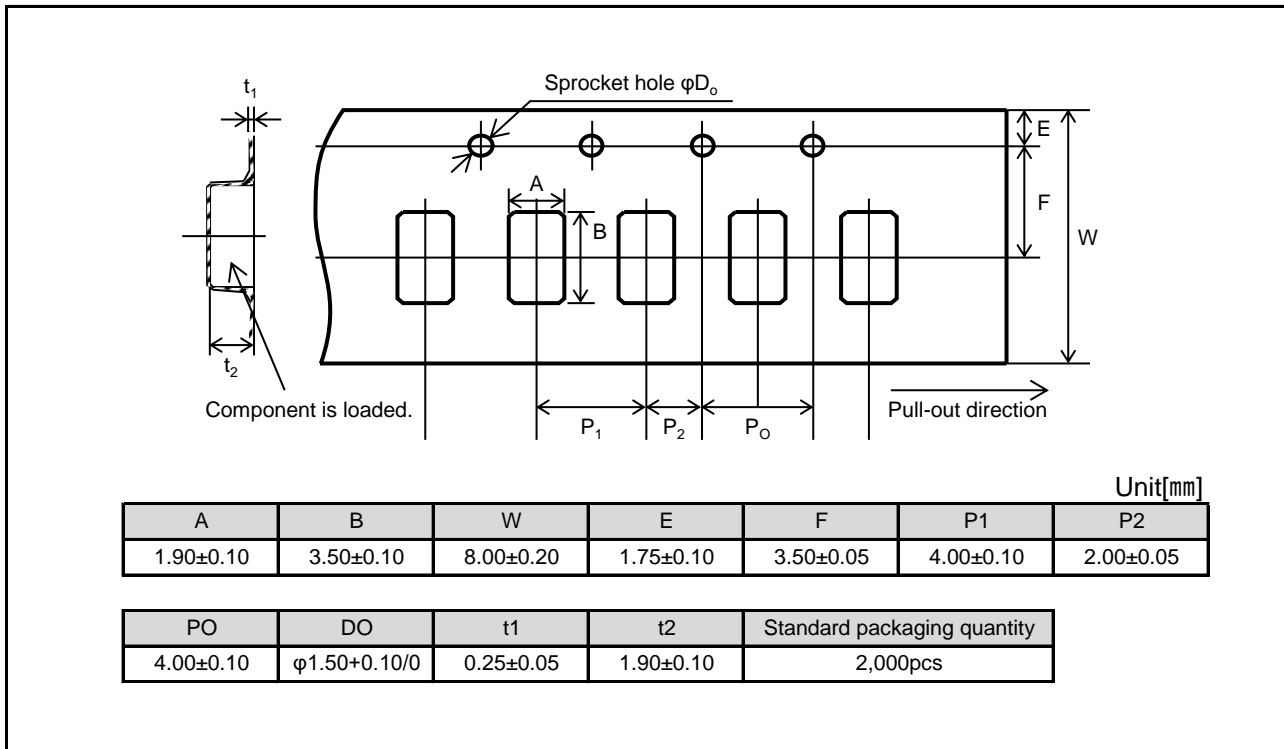 t1
Sprocket hole φDo
E
A
F
B
W
t2
Component is loaded.
Pull-out direction
P1
P2
PO
Unit[㎜]
A B W E F P1 P2
1.90±0.10 3.50±0.10 8.00±0.20 1.75±0.10 3.50±0.05 4.00±0.10 2.00±0.05
PO DO t1 t2 Standard packaging quantity
4.00±0.10 φ1.50+0.10/0 0.25±0.05 1.90±0.10 2,000pcs